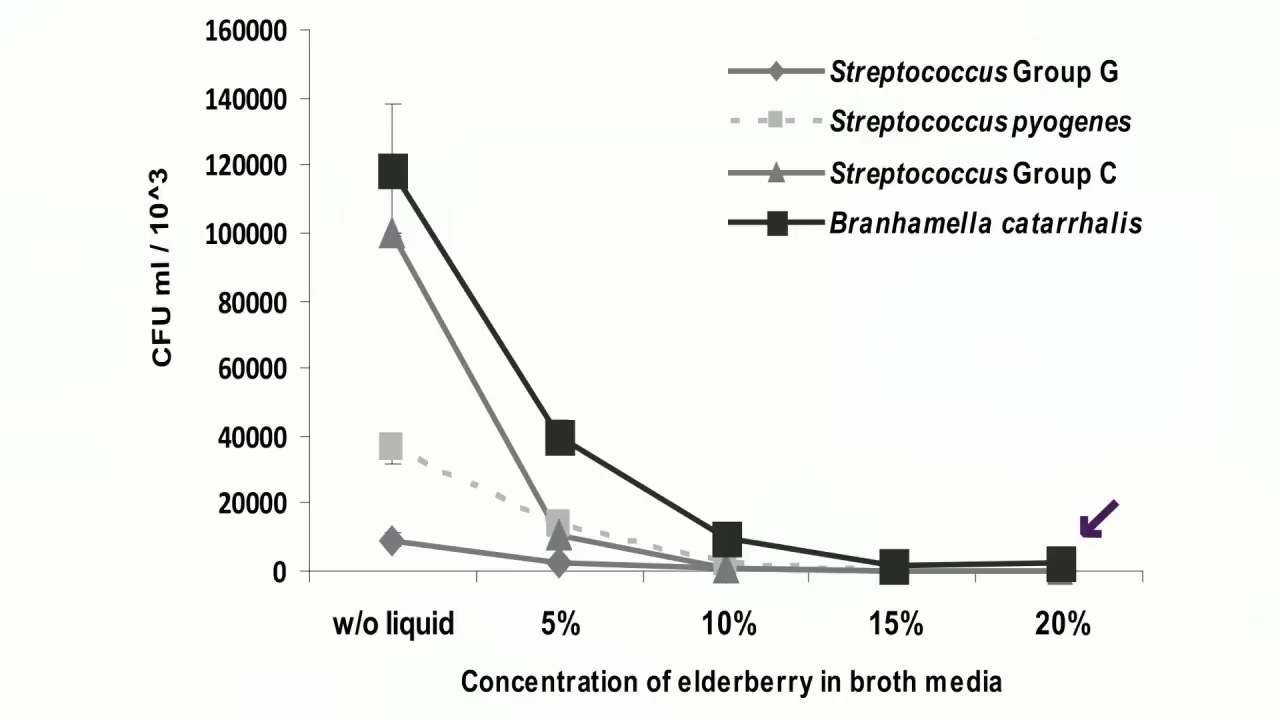 160000
140000
120000
100000
80000
60000
40000
20000
0
CFU ml / 10^3
Streptococcus Group G
Streptococcus pyogenes
Streptococcus Group C
Branhamella catarrhalis
w/o liquid 5% 10% 15% 20%
Concentration of elderberry in broth media